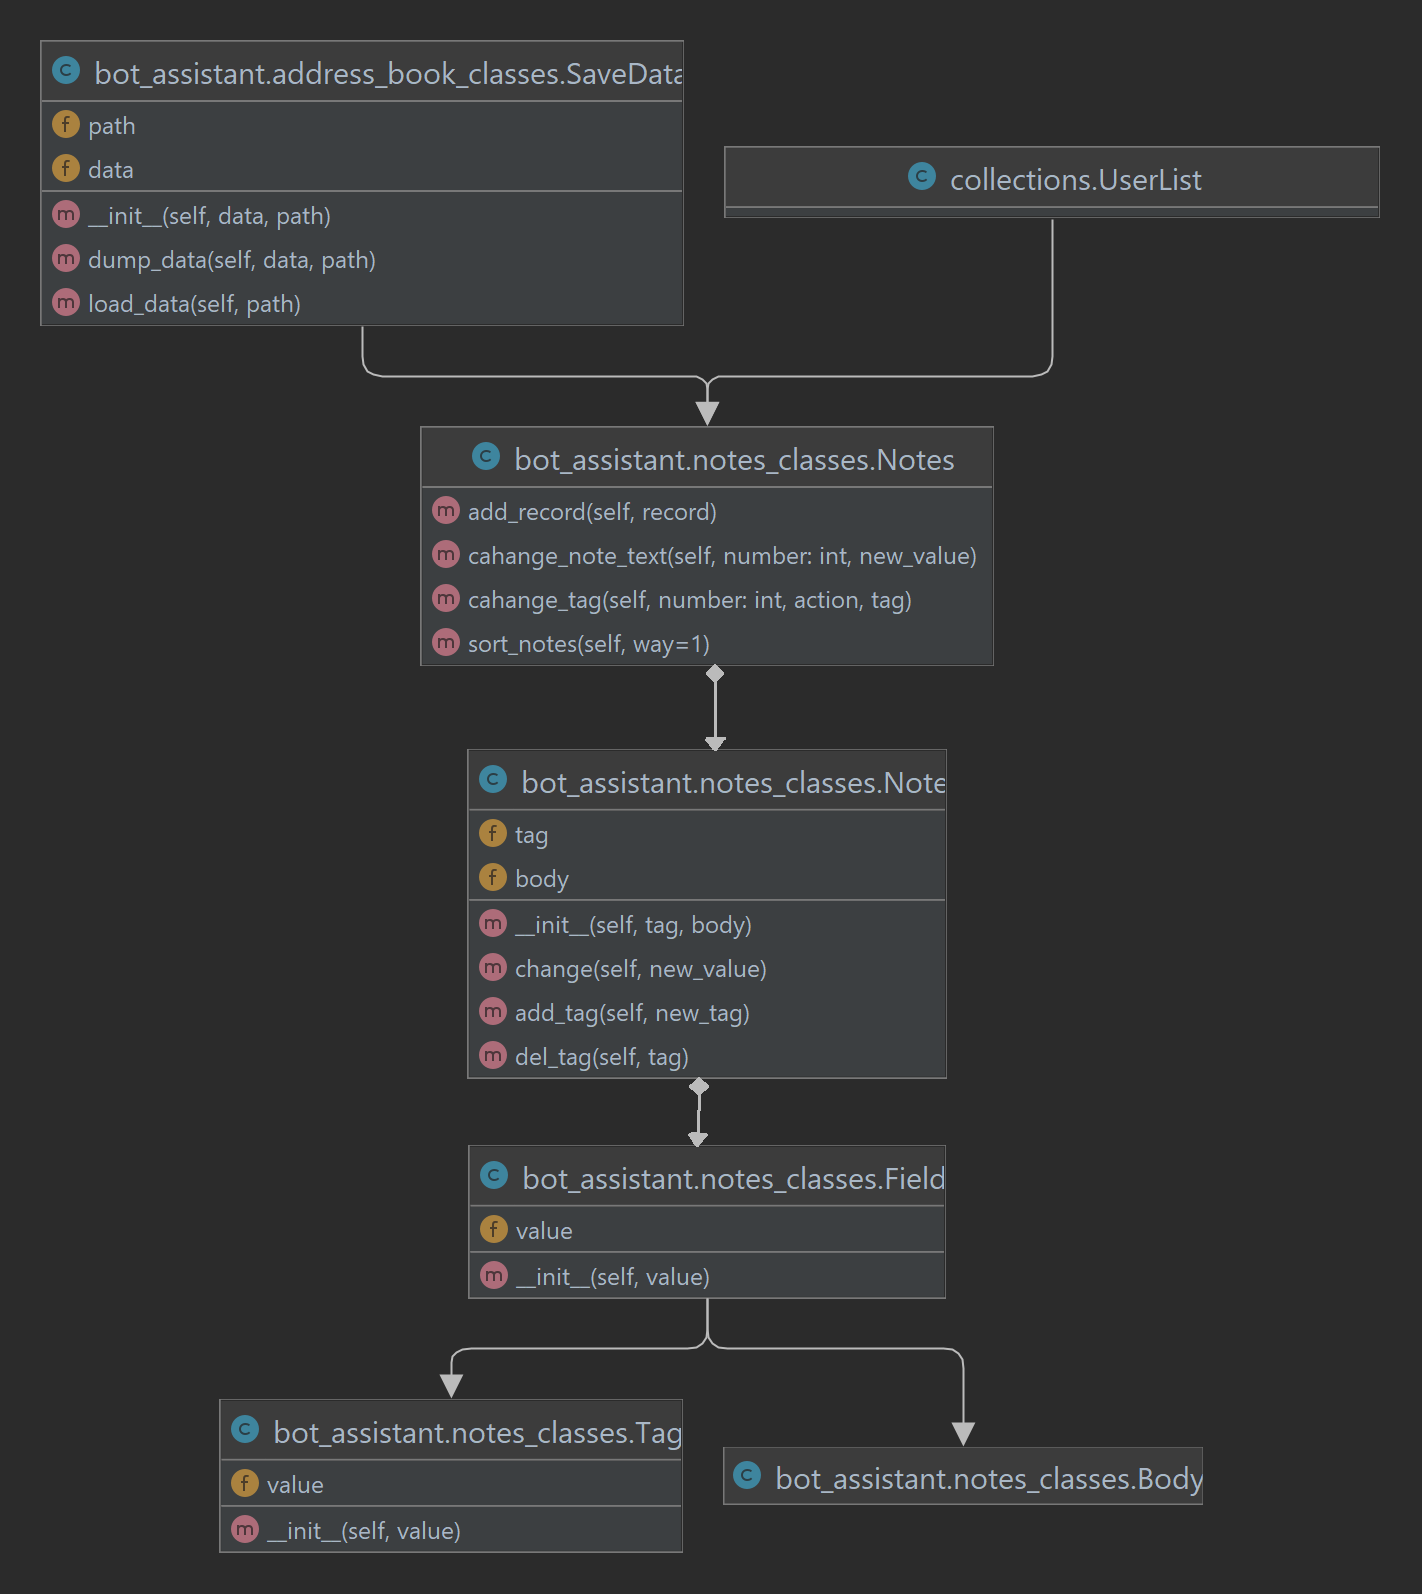 bot_assistant.address_book_classes.SaveData
path
data
__init__(self, data, path)
dump_data(self, data, path)
load_data(self, path)
collections.UserList
bot_assistant.notes_classes.Notes
add_record(self, record)
cahange_note_text(self, number: int, new_value)
cahange_tag(self, number: int, action, tag)
sort_notes(self, way=1)
bot_assistant.notes_classes.Note
tag
body
__init__(self, tag, body)
change(self, new_value)
add_tag(self, new_tag)
del_tag(self, tag)
bot_assistant.notes_classes.Field
value
__init__(self, value)
bot_assistant.notes_classes.Tag
value
__init__(self, value)
bot_assistant.notes_classes.Body